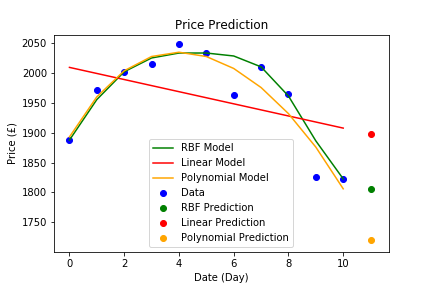 Price Prediction
2050
2000
1950
1900
1850
1800
1750
Price (£)
RBF Model
Linear Model
Polynomial Model
Data
RBF Prediction
Linear Prediction
Polynomial Prediction
0 2 4 6 8 10
Date (Day)